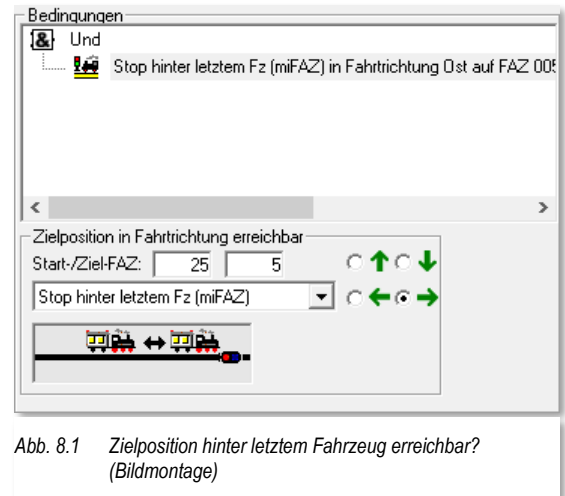 Bedingungen
& Und
Stop hinter letztem Fz (miFAZ) in Fahrtrichtung Ost auf FAZ 005
Zielposition in Fahrtrichtung erreichbar
Start-/Ziel-FAZ: 25 5
Stop hinter letztem Fz (miFAZ)
Abb. 8.1 Zielposition hinter letztem Fahrzeug erreichbar?
(Bildmontage)